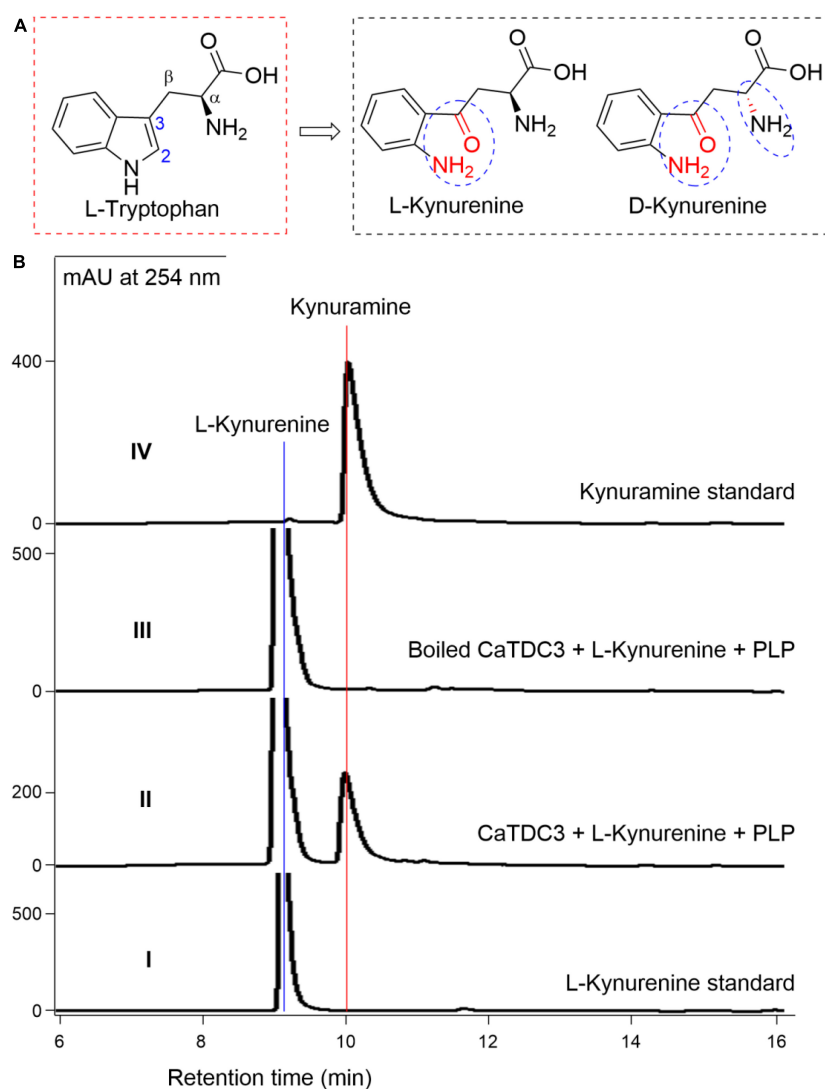 A
β
α
O
OH
NH2
3
2
N
H
L-Tryptophan
O
OH
NH2
O
NH2
L-Kynurenine
O
OH
NH2
O
NH2
D-Kynurenine
B
mAU at 254 nm
Kynuramine
400
L-Kynurenine
IV
Kynuramine standard
0
500
III
Boiled CaTDC3 + L-Kynurenine + PLP
0
200
II
CaTDC3 + L-Kynurenine + PLP
0
500
I
L-Kynurenine standard
0
6 8 10 12 14 16
Retention time (min)